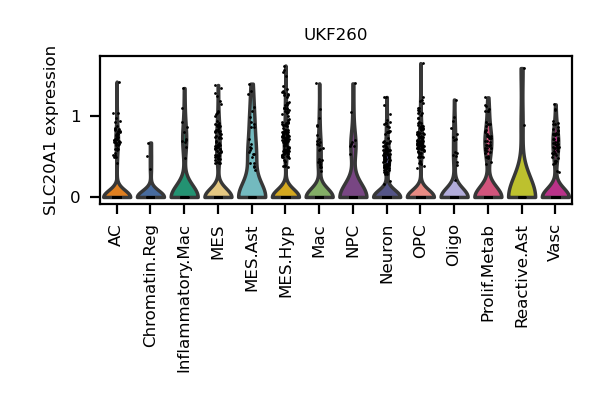 UKF260
SLC20A1 expression
1
0
AC
Chromatin.Reg
Inflammatory.Mac
MES
MES.Ast
MES.Hyp
Mac
NPC
Neuron
OPC
Oligo
Prolif.Metab
Reactive.Ast
Vasc